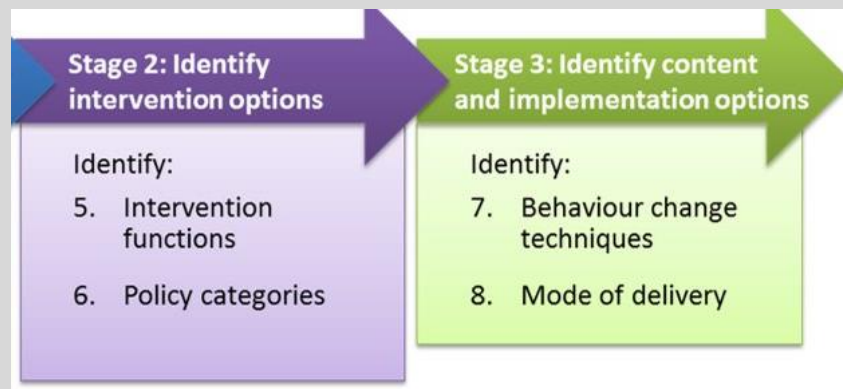 Stage 2: Identify
intervention options
Identify:
5. Intervention
functions
6. Policy categories
Stage 3: Identify content
and implementation options
Identify:
7. Behaviour change
techniques
8. Mode of delivery